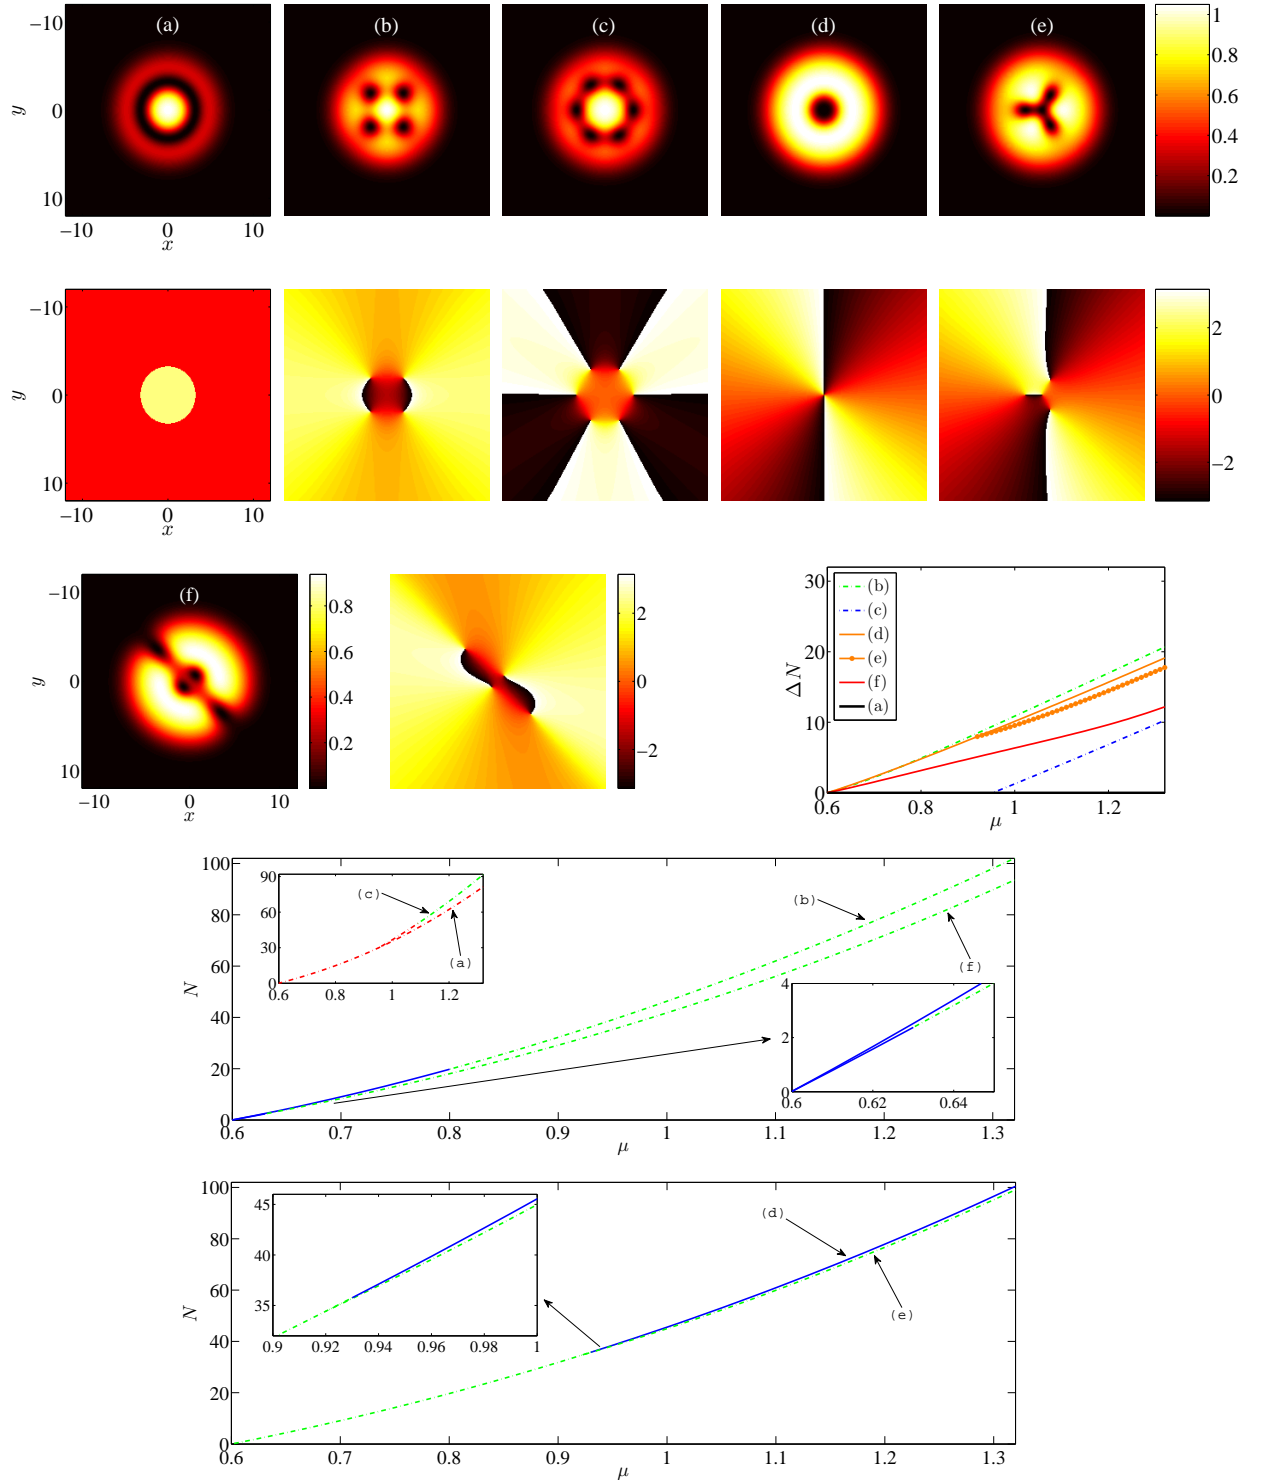 (a) (b) (c) (d) (e)
−10
0
10
y
−10 0 10
x
1
0.8
0.6
0.4
0.2
−10
0
10
y
−10 0 10
x
2
0
−2
(f)
−10
0
10
y
−10 0 10
x
0.8
0.6
0.4
0.2
2
0
−2
30
20
10
0
ΔN
(b)
(c)
(d)
(e)
(f)
(a)
0.6 0.8 1 1.2
μ
100
80
60
40
20
0
N
90
60
30
0
0.6 0.8 1 1.2
(c)
(a)
(b)
(f)
4
2
0
0.6 0.62 0.64
0.6 0.7 0.8 0.9 1 1.1 1.2 1.3
μ
100
80
60
40
20
0
N
45
40
35
0.9 0.92 0.94 0.96 0.98 1
(d)
(e)
0.6 0.7 0.8 0.9 1 1.1 1.2 1.3
μ